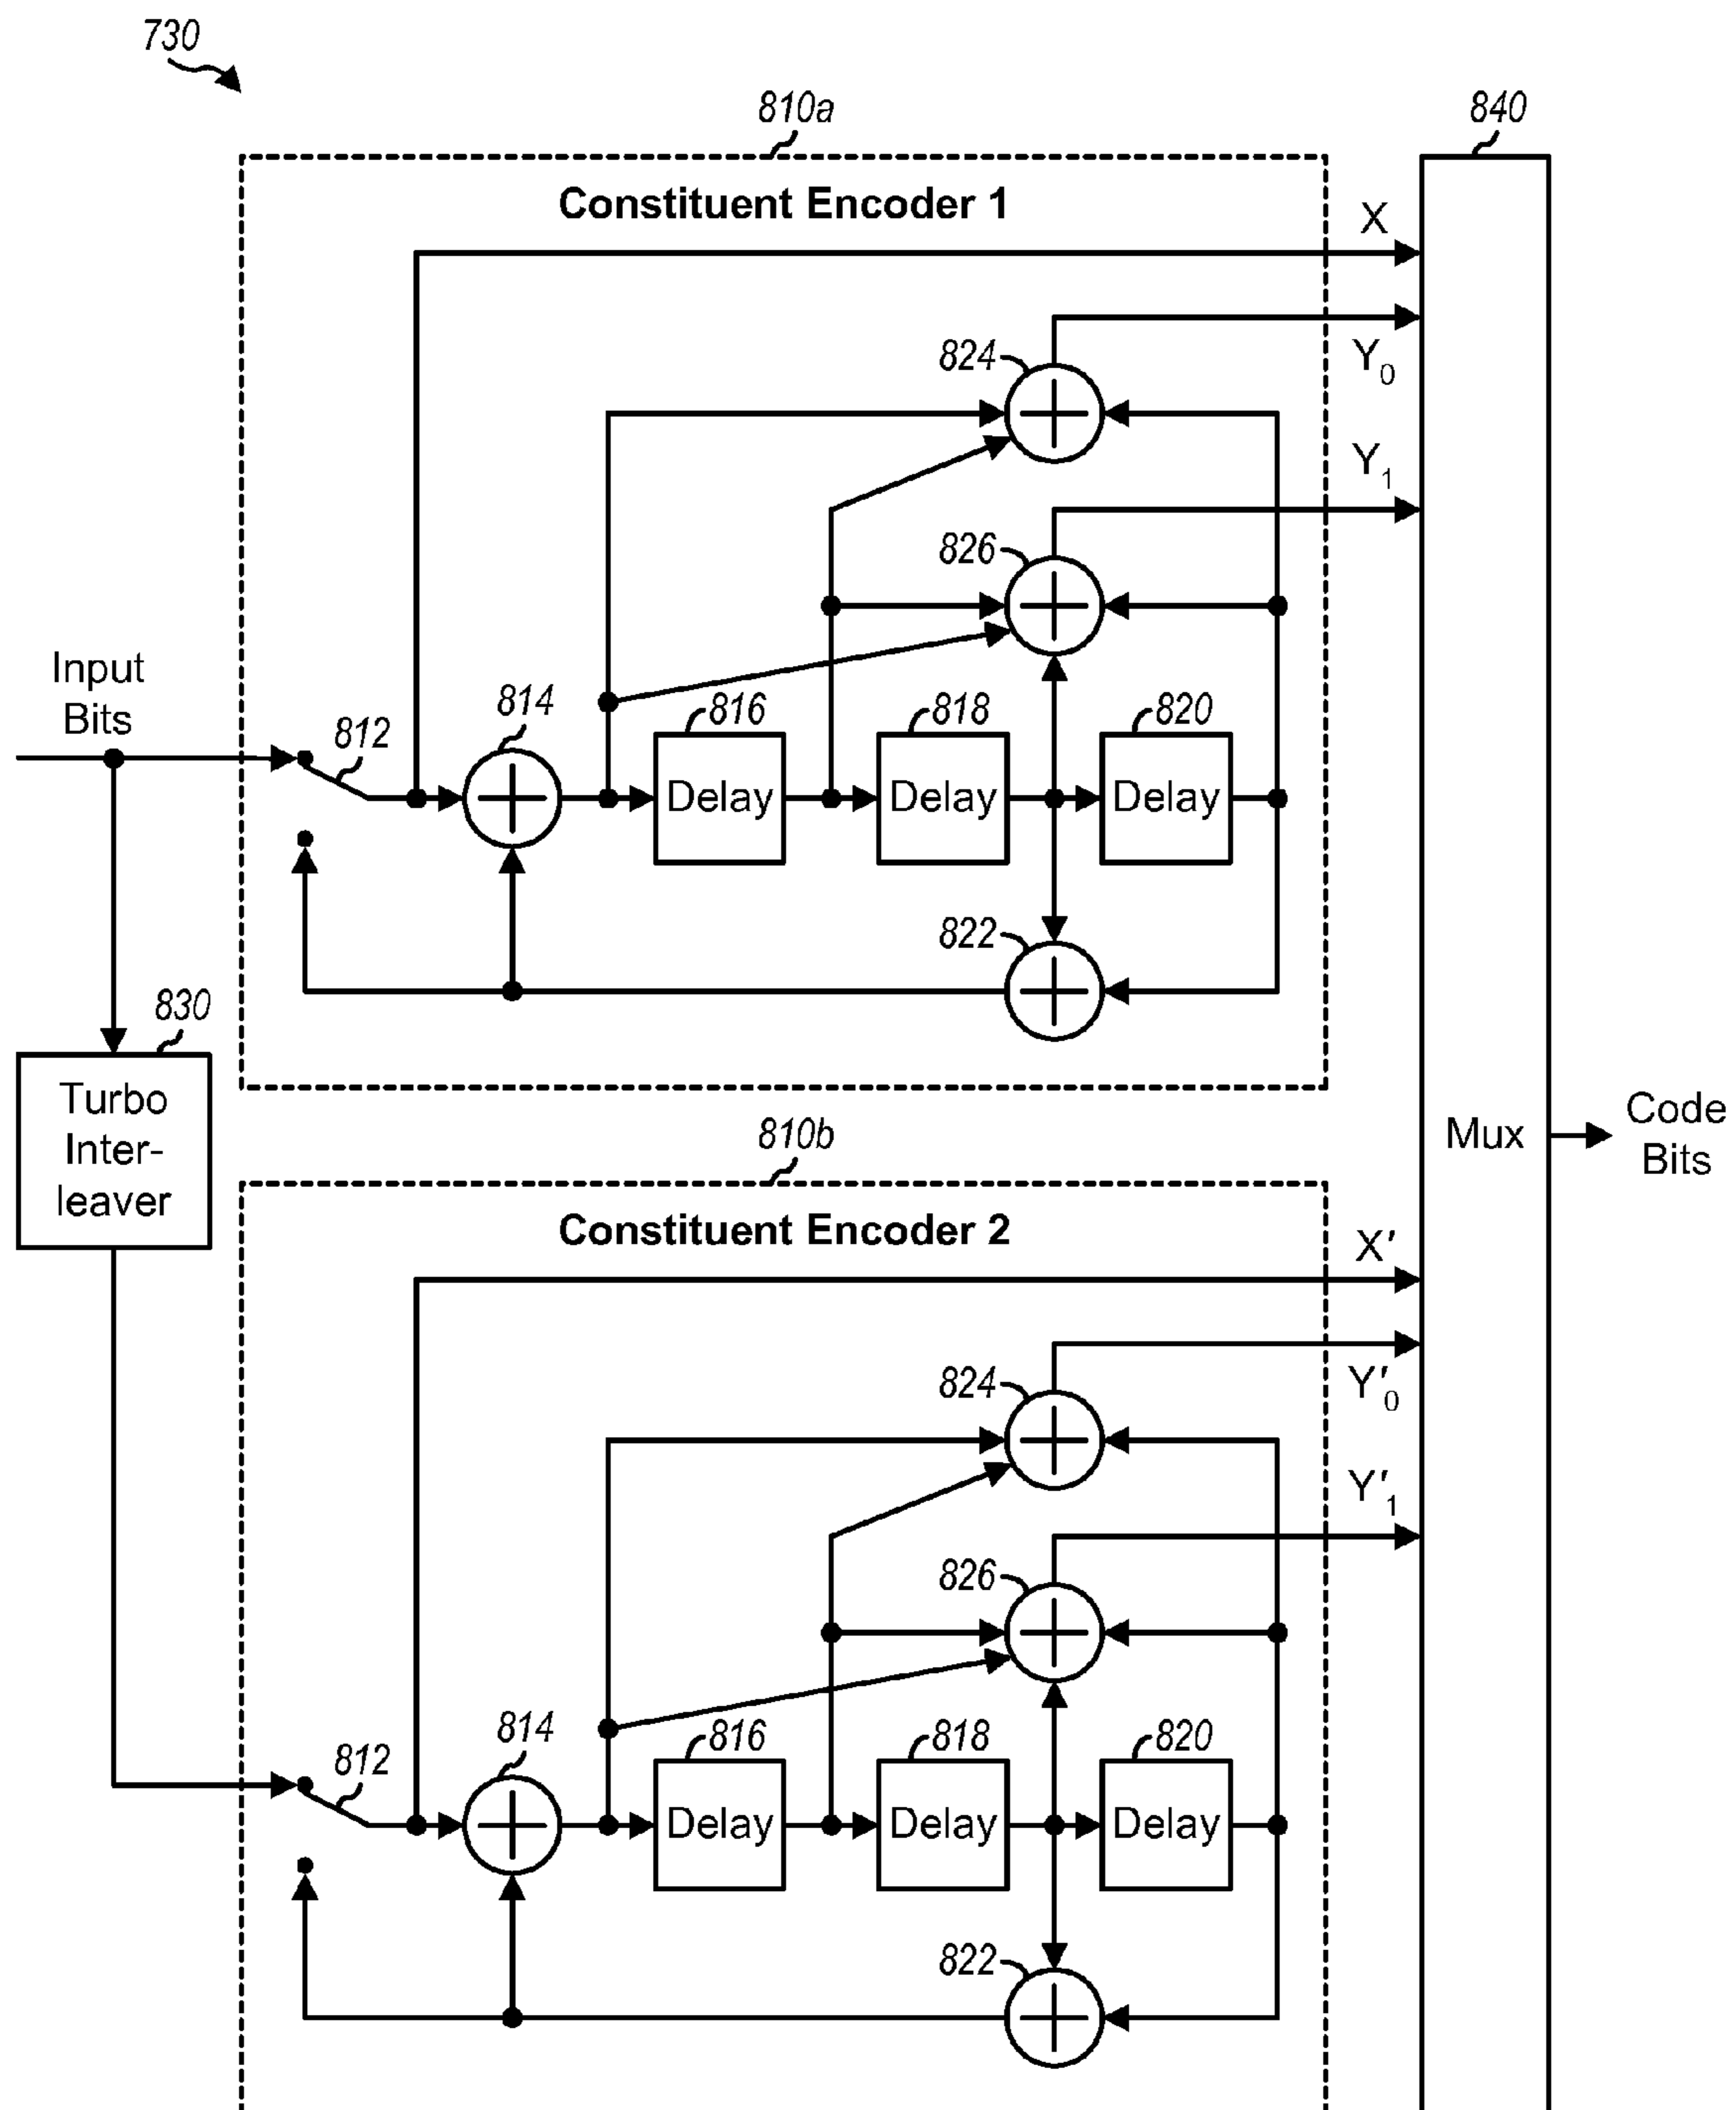 730
810a
840
Constituent Encoder 1
X
824
Y0
Y1
826
Input
Bits
812
814
816
818
820
Delay
Delay
Delay
822
830
Turbo
Inter-
leaver
Mux
Code
Bits
810b
Constituent Encoder 2
X'
824
Y'0
Y'1
826
812
814
816
818
820
Delay
Delay
Delay
822